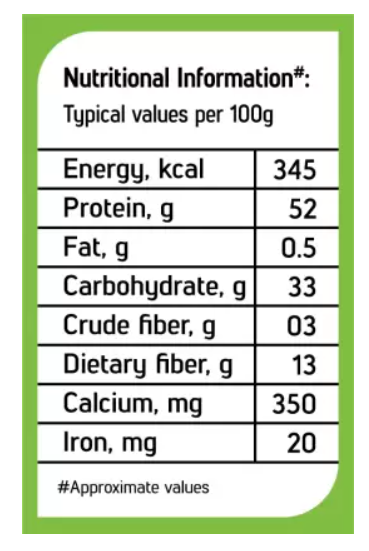 Nutritional Information#:
Typical values per 100g
Energy, kcal 345
Protein, g 52
Fat, g 0.5
Carbohydrate, g 33
Crude fiber, g 03
Dietary fiber, g 13
Calcium, mg 350
Iron, mg 20
#Approximate values